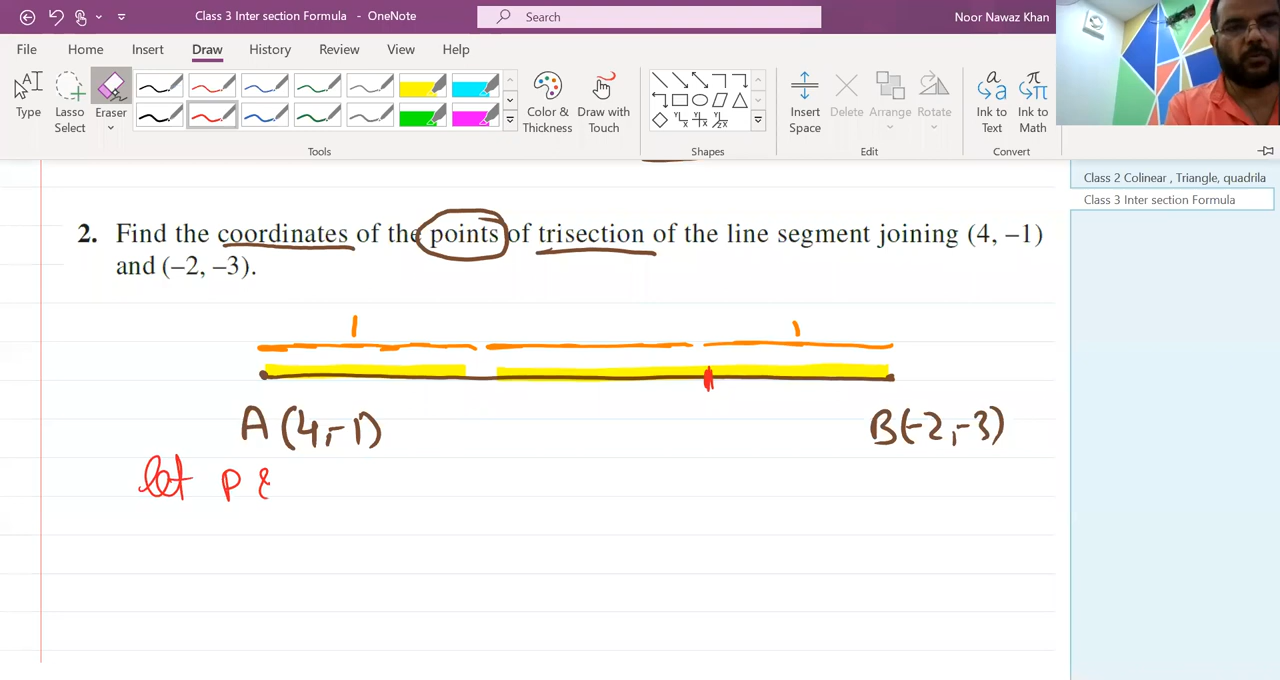 Class 3 Inter section Formula - OneNote
Search
Noor Nawaz Khan
File Home Insert Draw History Review View Help
Type
Lasso Select
Eraser
Color & Thickness
Draw with Touch
Insert Space
Delete
Arrange
Rotate
Ink to Text
Ink to Math
Tools
Shapes
Edit
Convert
Class 2 Colinear , Triangle, quadrila
Class 3 Inter section Formula
2. Find the coordinates of the points of trisection of the line segment joining (4, –1)
and (–2, –3).
1 1
A (4,-1) B(-2,-3)
let P &